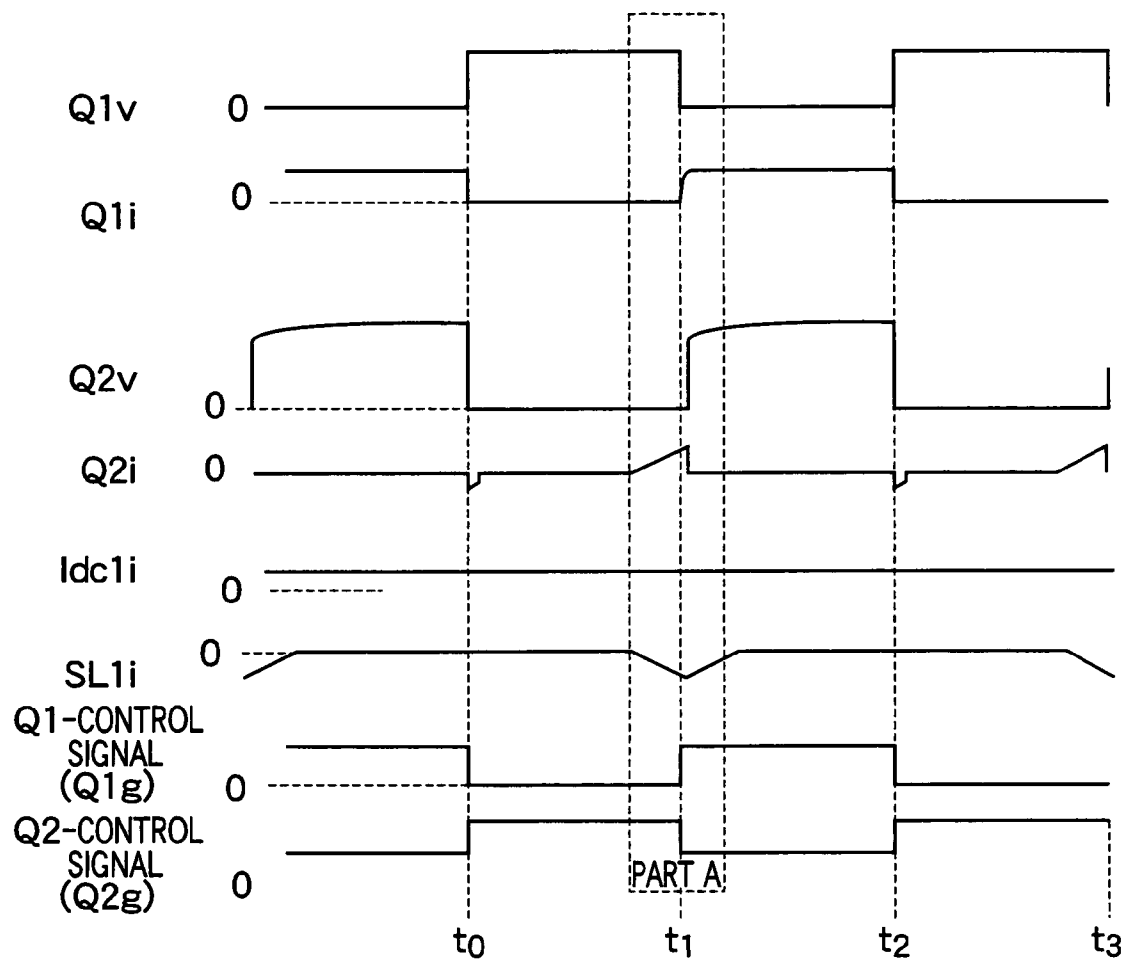 Q1v 0
0
Q1i
Q2v
0
Q2i 0
Idc1i
0
0
SL1i
Q1-CONTROL
SIGNAL
(Q1g) 0
Q2-CONTROL
SIGNAL
(Q2g) 0
PART A
t0 t1 t2 t3